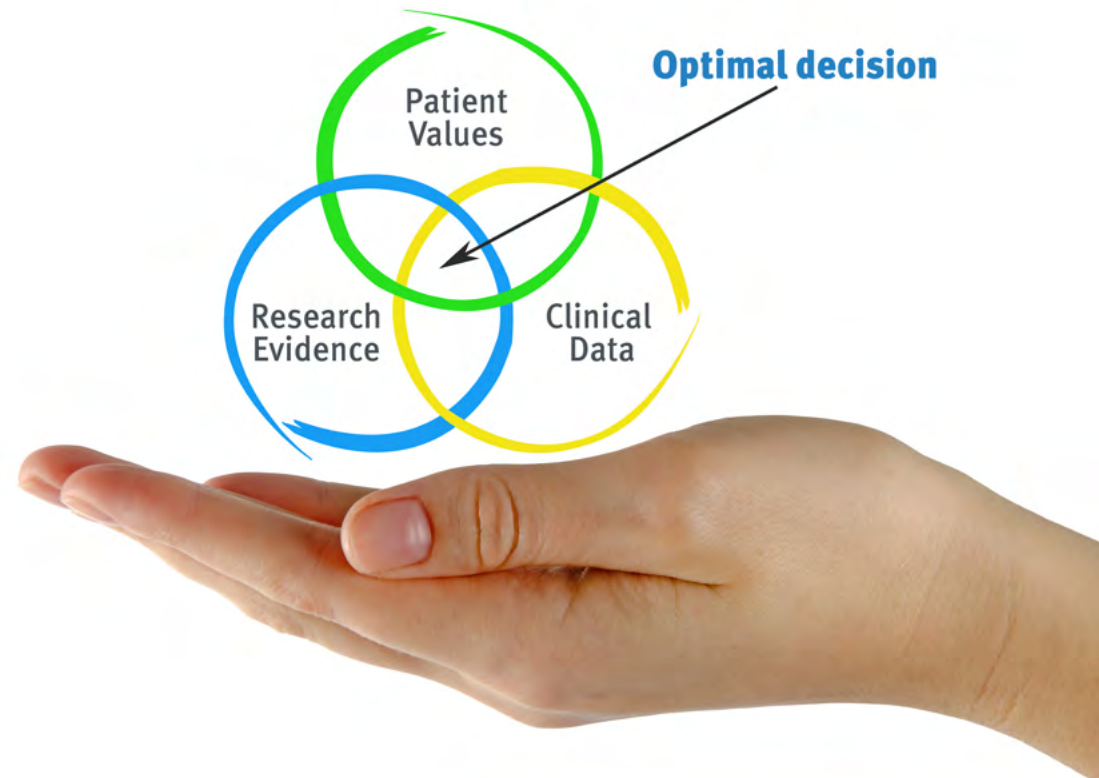 Optimal decision
Patient
Values
Research
Evidence
Clinical
Data